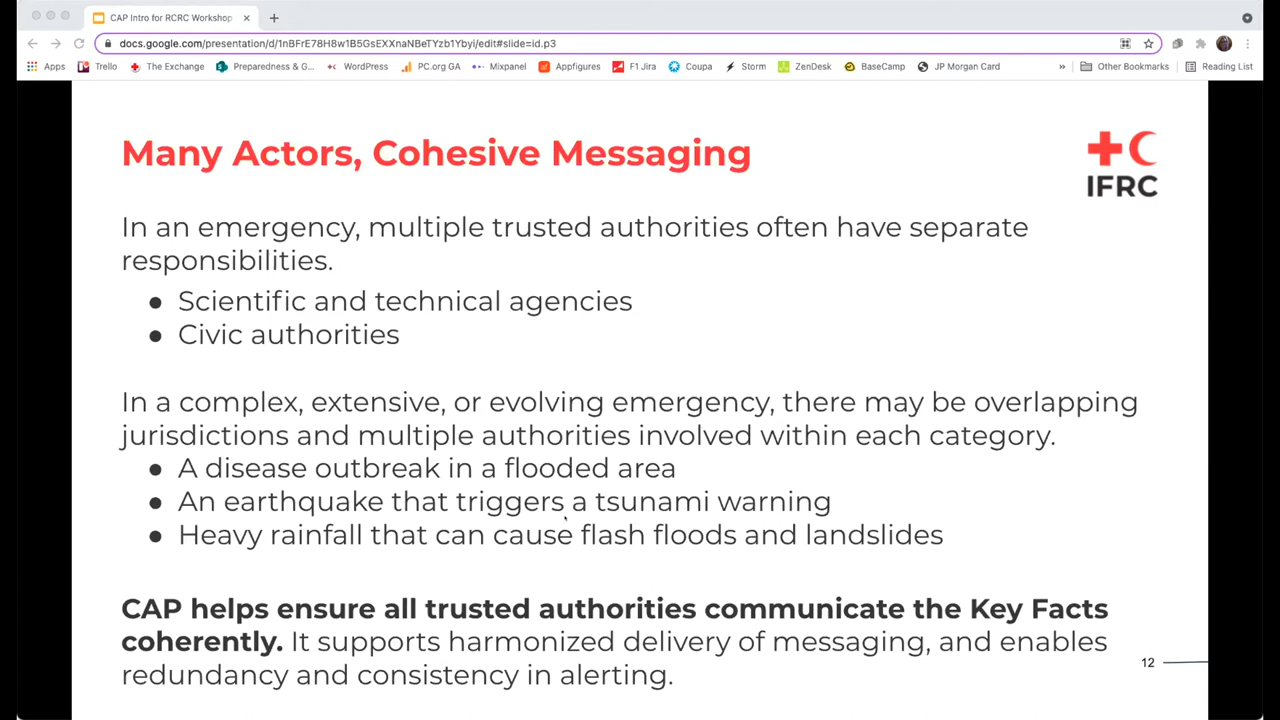 CAP Intro for RCRC Workshop
docs.google.com/presentation/d/1nBFrE78H8w1B5GsEXXnaNBeTYzb1Ybyi/edit#slide=id.p3
Apps Trello The Exchange Preparedness & G... WordPress PC.org GA Mixpanel Appfigures F1 Jira Coupa Storm ZenDesk BaseCamp JP Morgan Card » Other Bookmarks Reading List
Many Actors, Cohesive Messaging
IFRC
In an emergency, multiple trusted authorities often have separate
responsibilities.
● Scientific and technical agencies
● Civic authorities
In a complex, extensive, or evolving emergency, there may be overlapping
jurisdictions and multiple authorities involved within each category.
● A disease outbreak in a flooded area
● An earthquake that triggers a tsunami warning
● Heavy rainfall that can cause flash floods and landslides
CAP helps ensure all trusted authorities communicate the Key Facts
coherently. It supports harmonized delivery of messaging, and enables
redundancy and consistency in alerting.
12